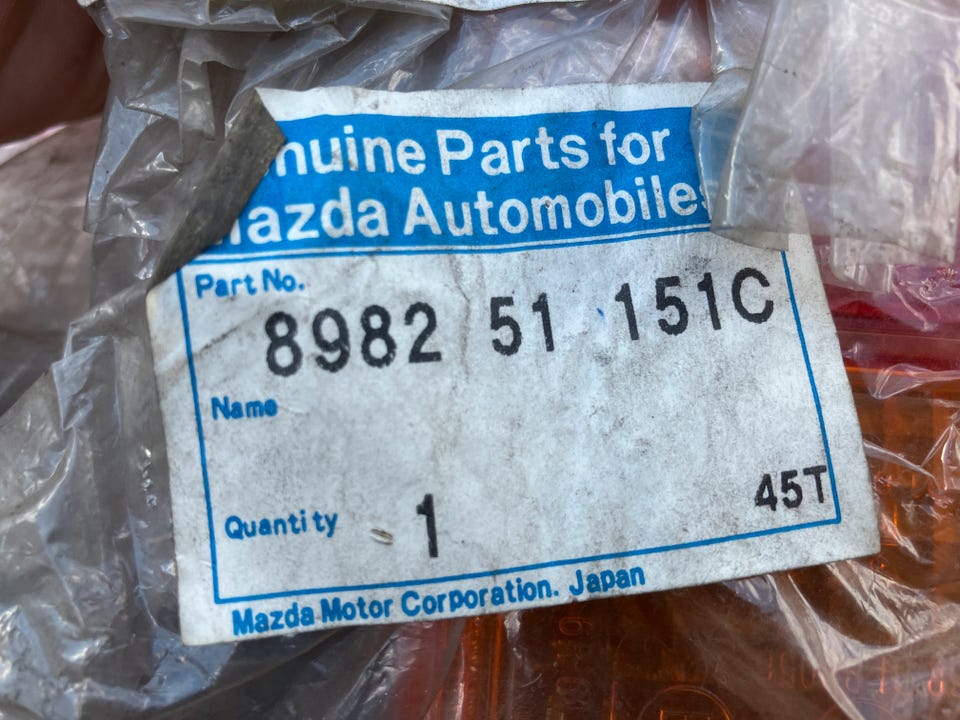 nuine Parts for
azda Automobiles
Part No.
8982 51 151C
Name
Quantity 1
45T
Mazda Motor Corporation. Japan